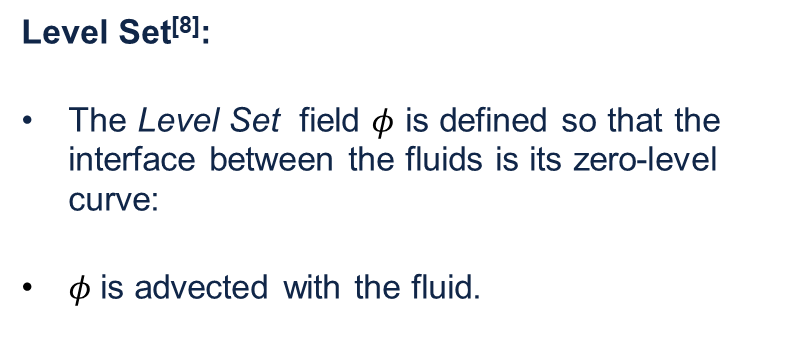 Level Set[8]:
• The Level Set field ϕ is defined so that the
interface between the fluids is its zero-level
curve:
• ϕ is advected with the fluid.